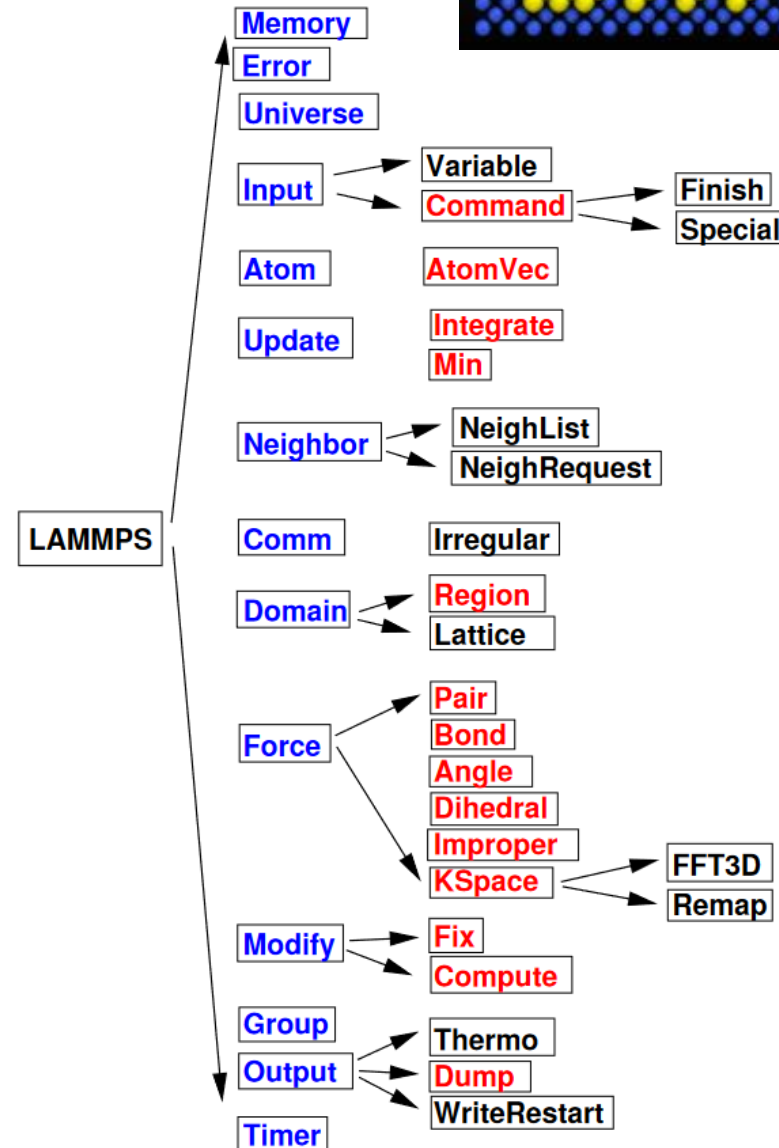 Memory
Error
Universe
Input
Variable
Command
Finish
Special
Atom
AtomVec
Update
Integrate
Min
Neighbor
NeighList
NeighRequest
LAMMPS
Comm
Irregular
Domain
Region
Lattice
Force
Pair
Bond
Angle
Dihedral
Improper
KSpace
FFT3D
Remap
Modify
Fix
Compute
Group
Output
Thermo
Dump
WriteRestart
Timer